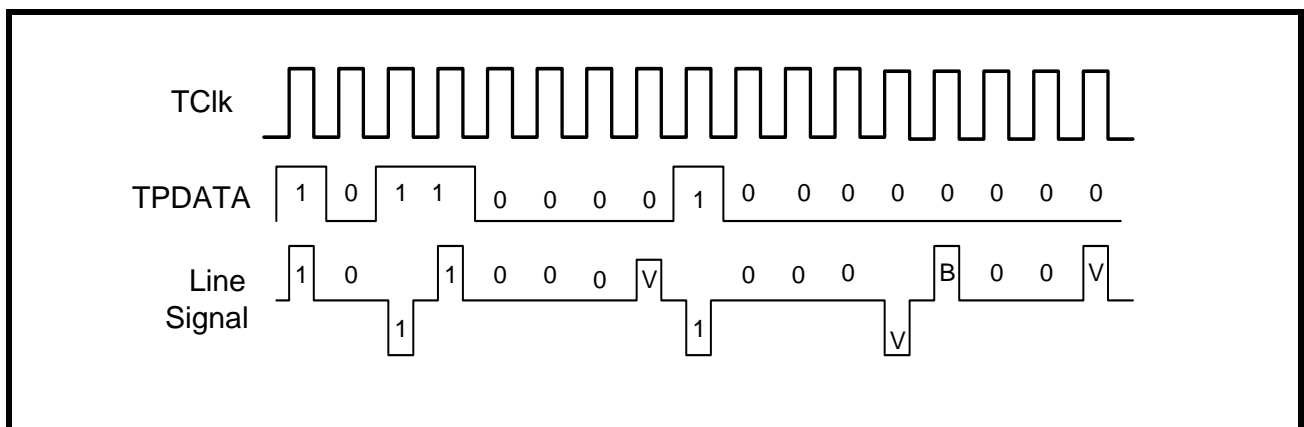 TClk
TPDATA 1 0 1 1 0 0 0 0 1 0 0 0 0 0 0 0 0
Line Signal 1 0 1 1 0 0 0 V 1 0 0 0 V B 0 0 V